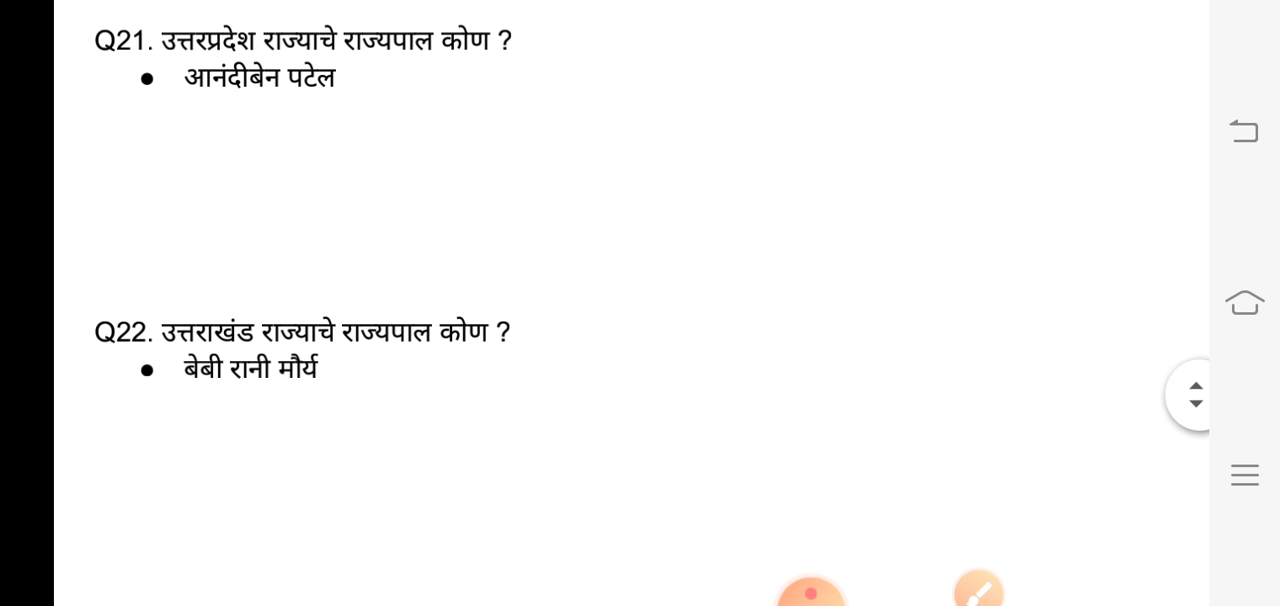 Q21. उत्तरप्रदेश राज्याचे राज्यपाल कोण ?
● आनंदीबेन पटेल
Q22. उत्तराखंड राज्याचे राज्यपाल कोण ?
● बेबी रानी मौर्य